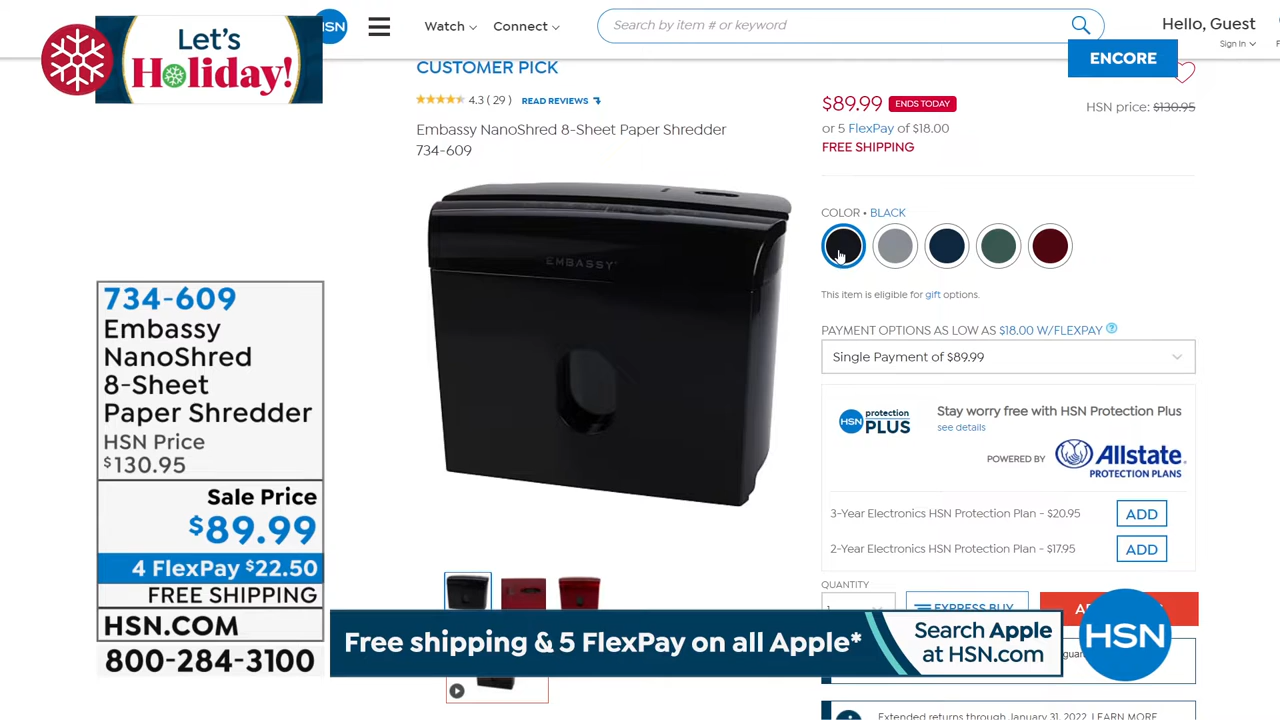 Let's
Holiday!
HSN
Watch
Connect
Search by item # or keyword
Hello, Guest
Sign In
ENCORE
CUSTOMER PICK
4.3 ( 29 ) READ REVIEWS
Embassy NanoShred 8-Sheet Paper Shredder
734-609
EMBASSY
$89.99 ENDS TODAY
HSN price: $130.95
or 5 FlexPay of $18.00
FREE SHIPPING
COLOR • BLACK
This item is eligible for gift options.
PAYMENT OPTIONS AS LOW AS $18.00 W/FLEXPAY ?
Single Payment of $89.99
HSN protection PLUS
Stay worry free with HSN Protection Plus
see details
POWERED BY Allstate
PROTECTION PLANS
3-Year Electronics HSN Protection Plan - $20.95 ADD
2-Year Electronics HSN Protection Plan - $17.95 ADD
QUANTITY
1
EXPRESS BUY
734-609
Embassy
NanoShred
8-Sheet
Paper Shredder
HSN Price
$130.95
Sale Price
$89.99
4 FlexPay $22.50
FREE SHIPPING
HSN.COM
800-284-3100
Free shipping & 5 FlexPay on all Apple*
Search Apple
at HSN.com
HSN
Extended returns through January 31, 2022. LEARN MORE